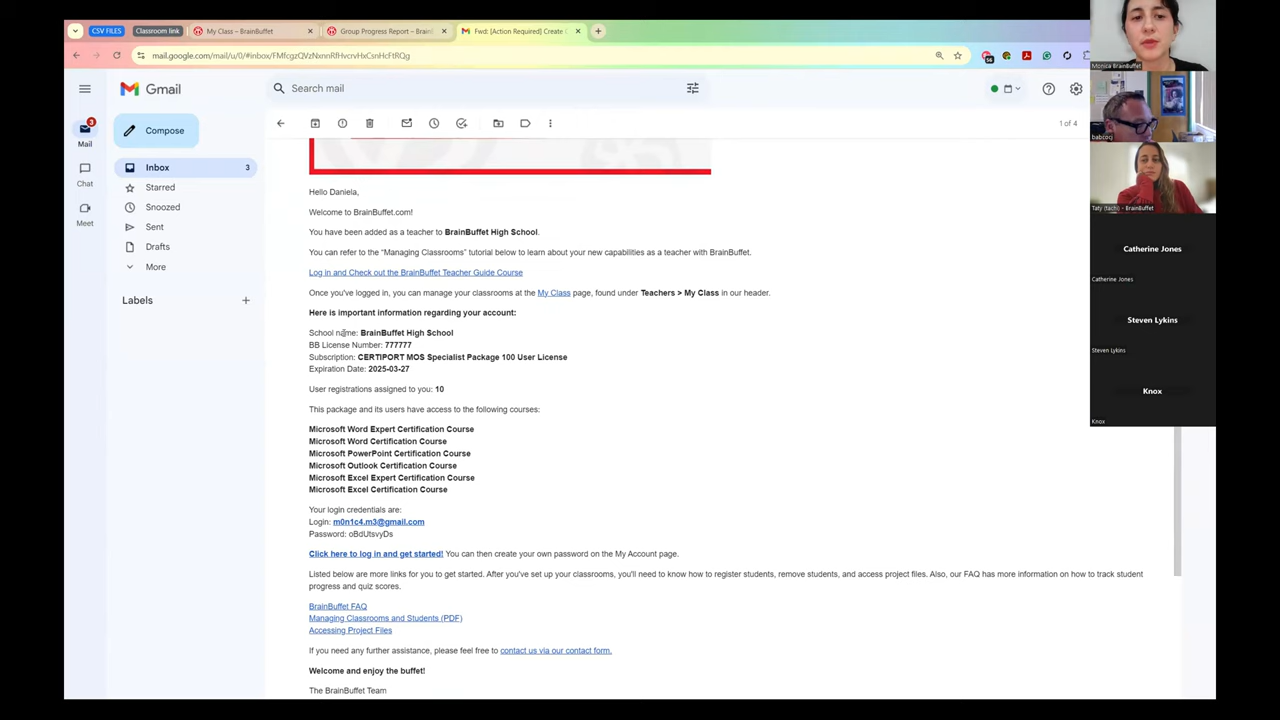 CSV FILES
Classroom link
My Class – BrainBuffet
Group Progress Report – Brain
Fwd: [Action Required] Create C
mail.google.com/mail/u/0/#inbox/FMfcgzQVzNxnnRfHvcrvHxCsnHcFtRQg
Monica BrainBuffet
Gmail
Search mail
Compose
1 of 4
babcocj
3
Mail
Inbox 3
Starred
Chat
Snoozed
Meet
Sent
Drafts
More
Labels
Taty (tachi) - BrainBuffet
Hello Daniela,
Welcome to BrainBuffet.com!
You have been added as a teacher to BrainBuffet High School.
You can refer to the “Managing Classrooms” tutorial below to learn about your new capabilities as a teacher with BrainBuffet.
Log in and Check out the BrainBuffet Teacher Guide Course
Once you've logged in, you can manage your classrooms at the My Class page, found under Teachers > My Class in our header.
Here is important information regarding your account:
School name: BrainBuffet High School
BB License Number: 777777
Subscription: CERTIPORT MOS Specialist Package 100 User License
Expiration Date: 2025-03-27
User registrations assigned to you: 10
This package and its users have access to the following courses:
Microsoft Word Expert Certification Course
Microsoft Word Certification Course
Microsoft PowerPoint Certification Course
Microsoft Outlook Certification Course
Microsoft Excel Expert Certification Course
Microsoft Excel Certification Course
Your login credentials are:
Login: m0n1c4.m3@gmail.com
Password: oBdUtsvyDs
Click here to log in and get started! You can then create your own password on the My Account page.
Listed below are more links for you to get started. After you've set up your classrooms, you'll need to know how to register students, remove students, and access project files. Also, our FAQ has more information on how to track student
progress and quiz scores.
BrainBuffet FAQ
Managing Classrooms and Students (PDF)
Accessing Project Files
If you need any further assistance, please feel free to contact us via our contact form.
Welcome and enjoy the buffet!
The BrainBuffet Team
Catherine Jones
Catherine Jones
Steven Lykins
Steven Lykins
Knox
Knox